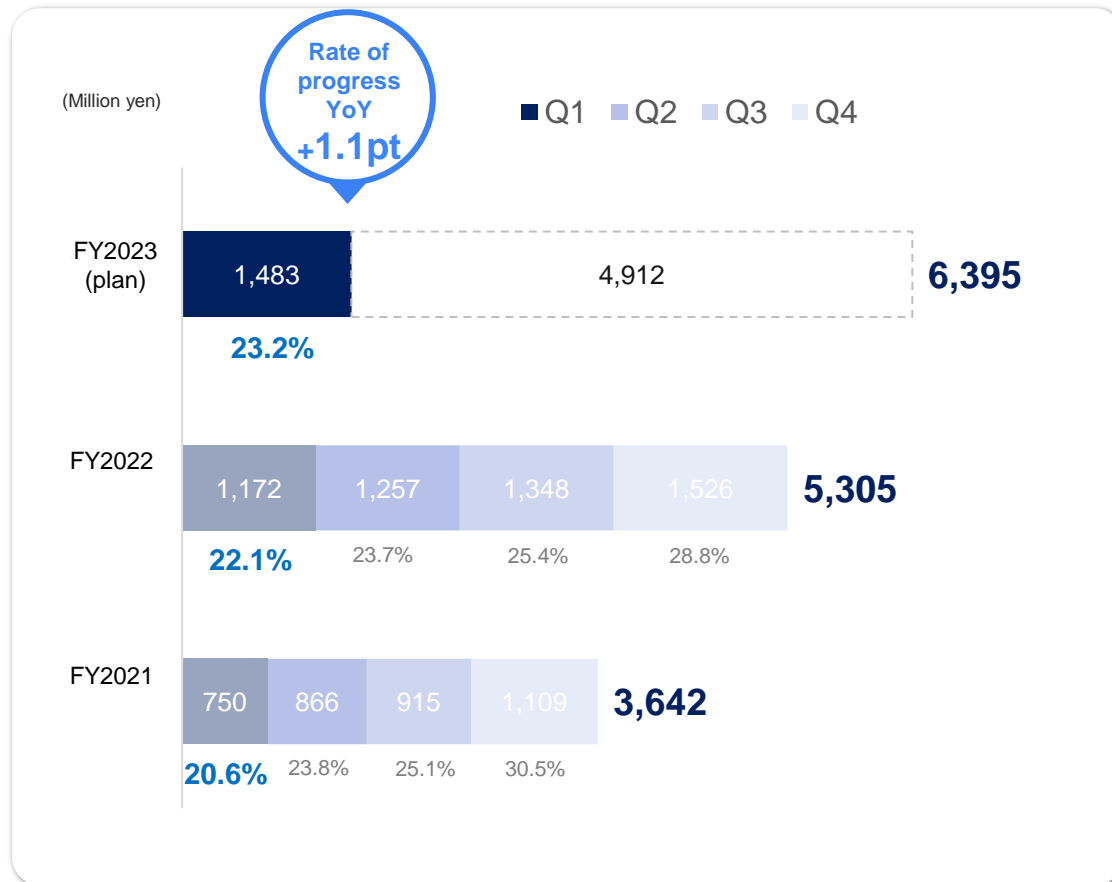 Rate of
progress
YoY
+1.1pt
(Million yen)
Q1 Q2 Q3 Q4
FY2023
(plan)
1,483 4,912 6,395
23.2%
FY2022
1,172 1,257 1,348 1,526 5,305
22.1% 23.7% 25.4% 28.8%
FY2021
750 866 915 1,109 3,642
20.6% 23.8% 25.1% 30.5%